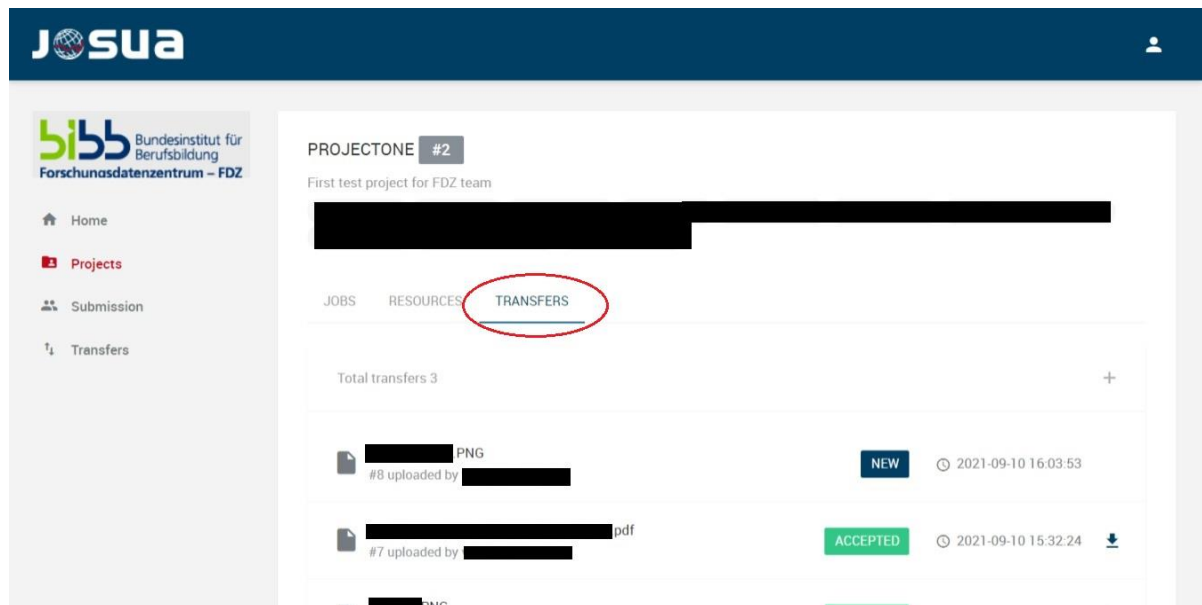 JOSUA
bibb Bundesinstitut für
Berufsbildung
Forschungsdatenzentrum – FDZ
Home
Projects
Submission
Transfers
PROJECTONE #2
First test project for FDZ team
JOBS RESOURCES TRANSFERS
Total transfers 3 +
.PNG
#8 uploaded by
NEW 2021-09-10 16:03:53
pdf
#7 uploaded by
ACCEPTED 2021-09-10 15:32:24